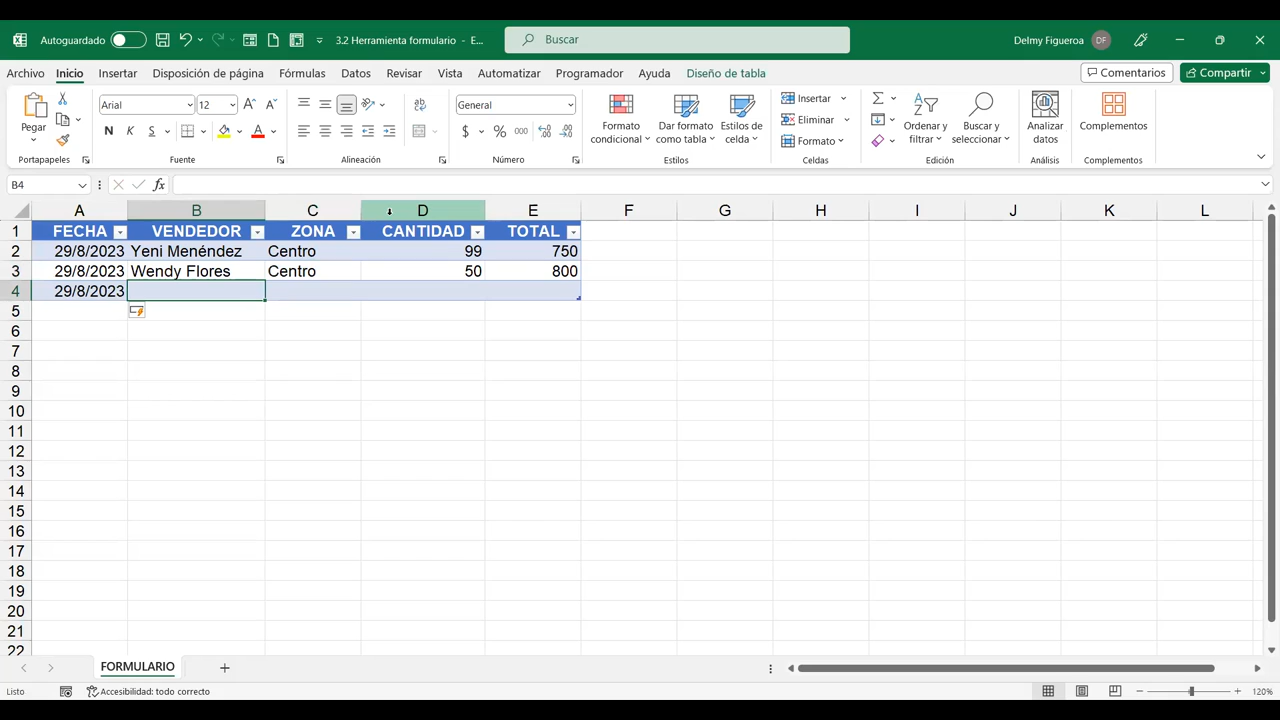 Autoguardado 3.2 Herramienta formulario - E... Buscar Delmy Figueroa DF
Archivo Inicio Insertar Disposición de página Fórmulas Datos Revisar Vista Automatizar Programador Ayuda Diseño de tabla Comentarios Compartir
Pegar
Portapapeles
Arial 12
N K S
Fuente
Alineación
General
$ % 000
Número
Formato condicional
Dar formato como tabla
Estilos de celda
Estilos
Insertar
Eliminar
Formato
Celdas
Ordenar y filtrar
Buscar y seleccionar
Edición
Analizar datos
Análisis
Complementos
Complementos
B4 fx
A B C D E F G H I J K L
1 FECHA VENDEDOR ZONA CANTIDAD TOTAL
2 29/8/2023 Yeni Menéndez Centro 99 750
3 29/8/2023 Wendy Flores Centro 50 800
4 29/8/2023
5
6
7
8
9
10
11
12
13
14
15
16
17
18
19
20
21
22
FORMULARIO
Listo Accesibilidad: todo correcto 120%